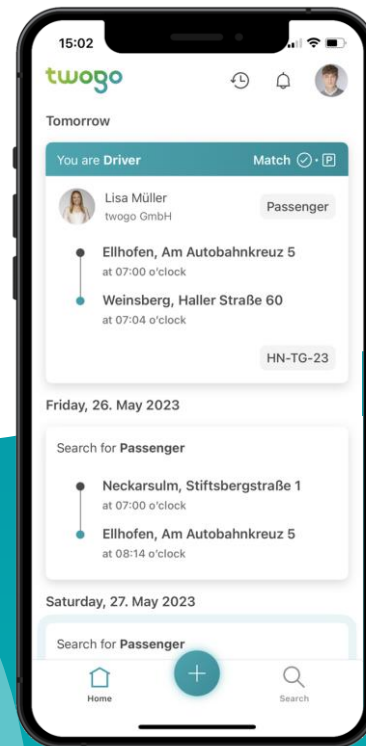 15:02
twogo
Tomorrow
You are Driver
Match
P
Lisa Müller
twogo GmbH
Passenger
Ellhofen, Am Autobahnkreuz 5
at 07:00 o'clock
Weinsberg, Haller Straße 60
at 07:04 o'clock
HN-TG-23
Friday, 26. May 2023
Search for Passenger
Neckarsulm, Stiftsbergstraße 1
at 07:00 o'clock
Ellhofen, Am Autobahnkreuz 5
at 08:14 o'clock
Saturday, 27. May 2023
Search for Passenger
Home
Search